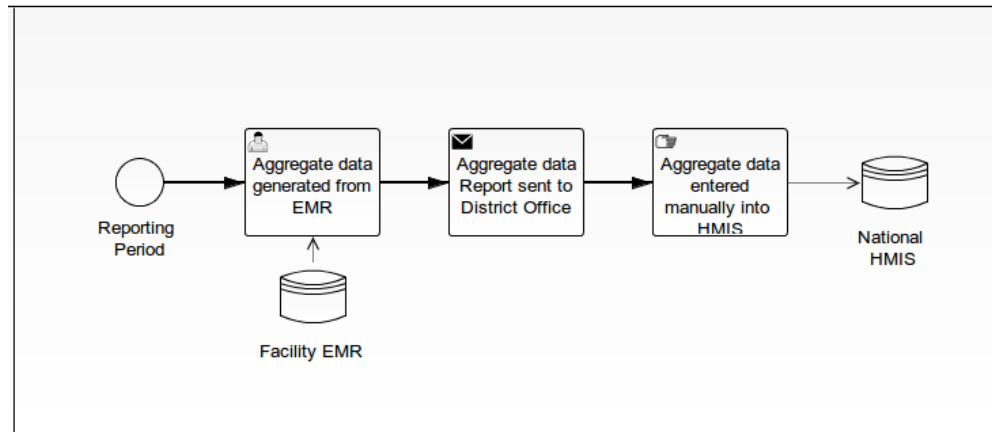 Aggregate data
generated from
EMR
Aggregate data
Report sent to
District Office
Aggregate data
entered
manually into
HMIS
Reporting
Period
National
HMIS
Facility EMR